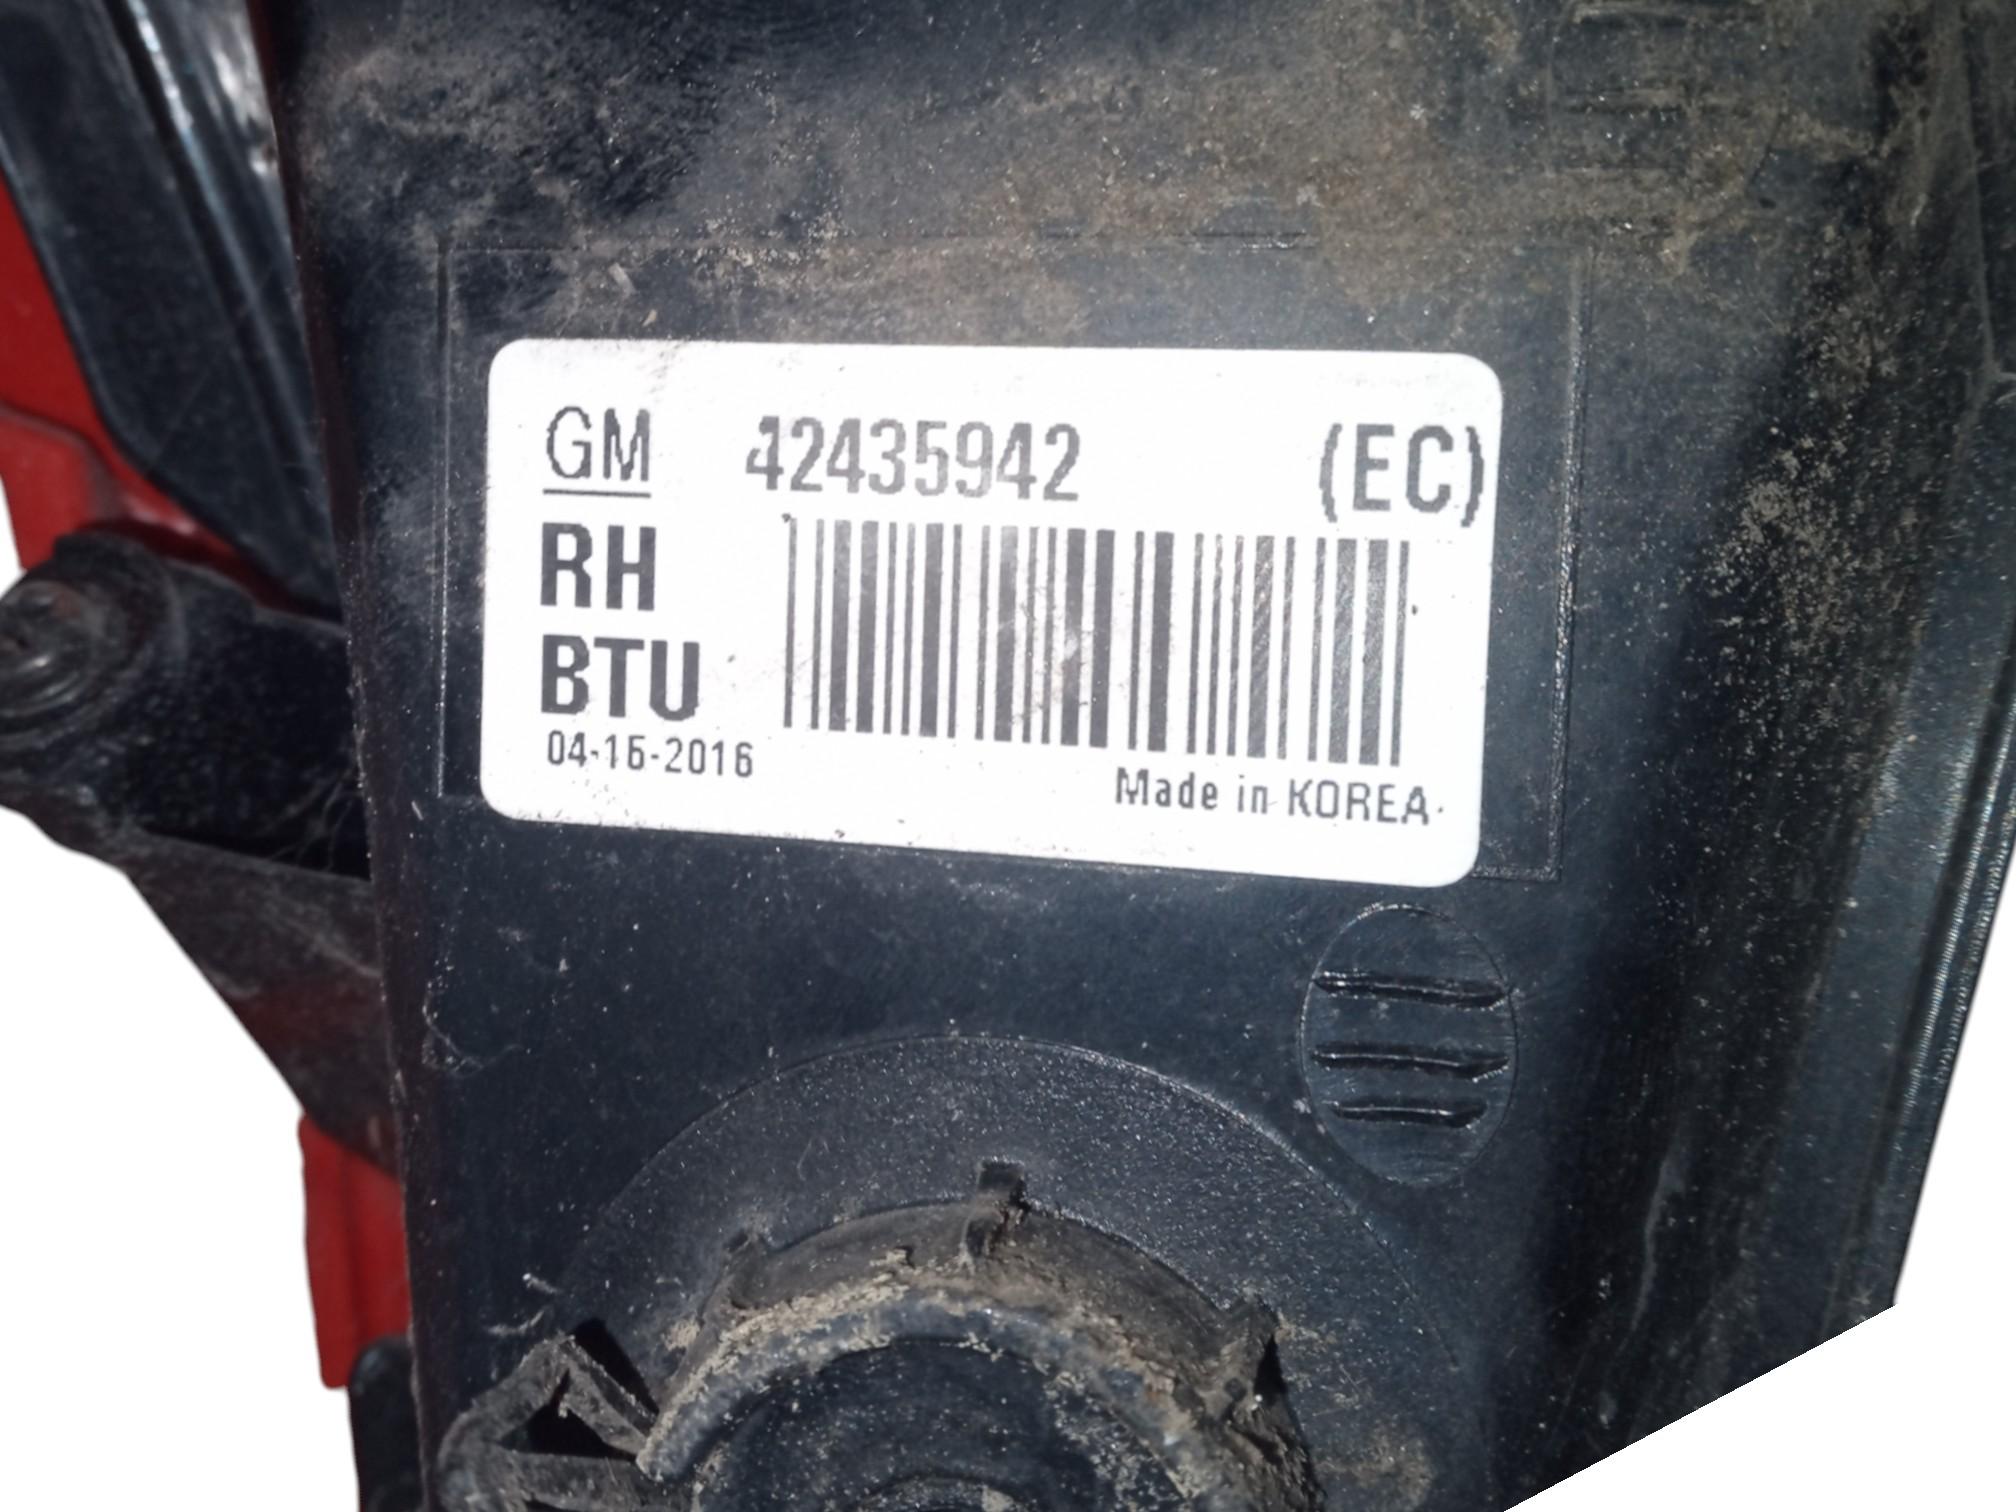 GM 42435942 (EC)
RH
BTU
04-16-2016
Made in KOREA